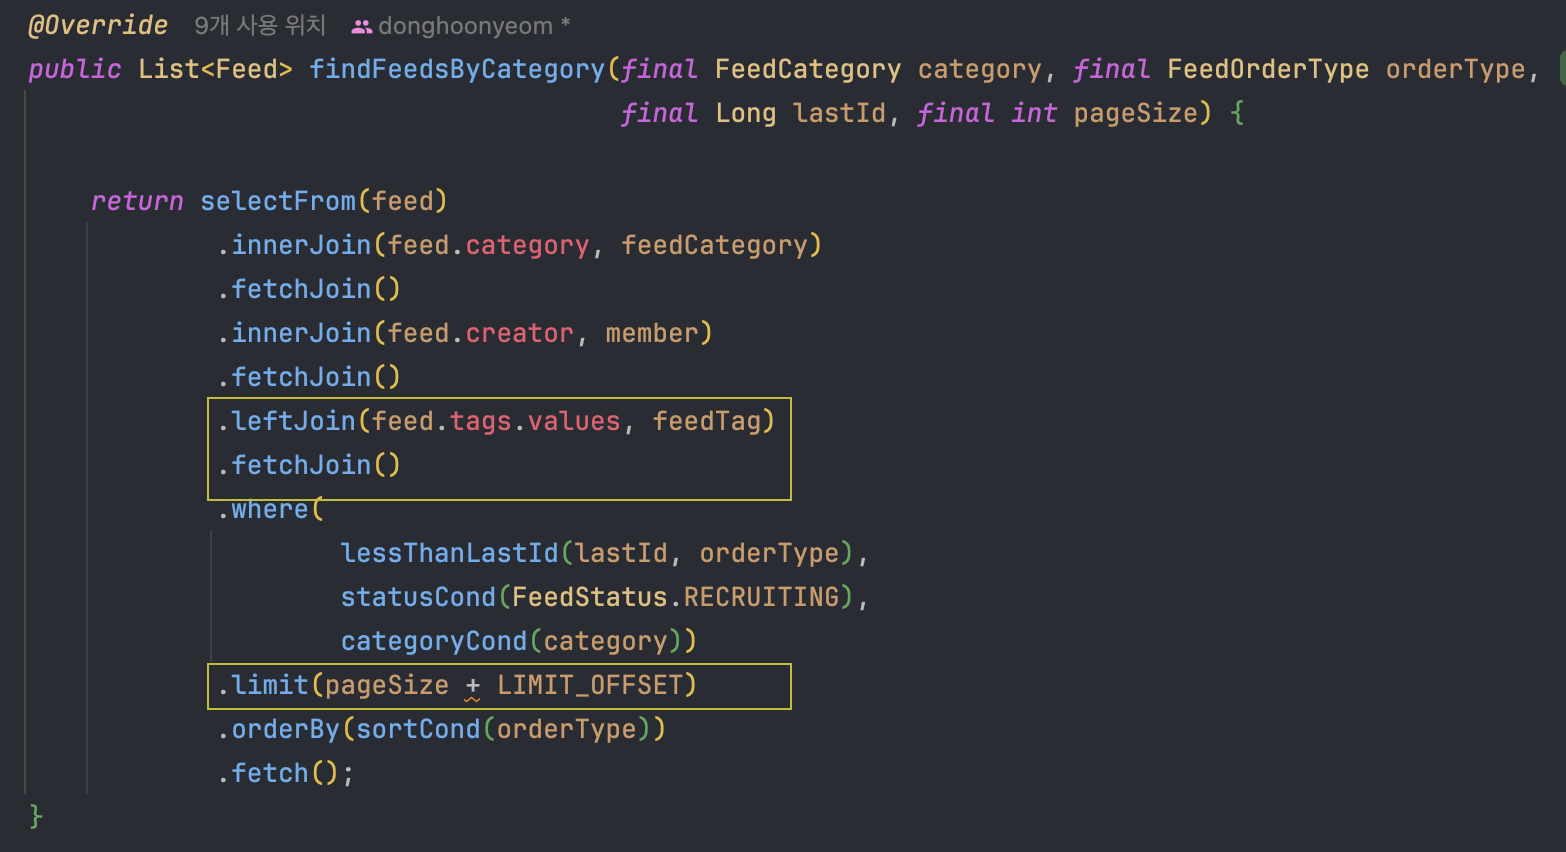 @Override 9개 사용 위치 donghoonyeom *
public List<Feed> findFeedsByCategory(final FeedCategory category, final FeedOrderType orderType,
final Long lastId, final int pageSize) {
return selectFrom(feed)
.innerJoin(feed.category, feedCategory)
.fetchJoin()
.innerJoin(feed.creator, member)
.fetchJoin()
.leftJoin(feed.tags.values, feedTag)
.fetchJoin()
.where(
lessThanLastId(lastId, orderType),
statusCond(FeedStatus.RECRUITING),
categoryCond(category))
.limit(pageSize + LIMIT_OFFSET)
.orderBy(sortCond(orderType))
.fetch();
}